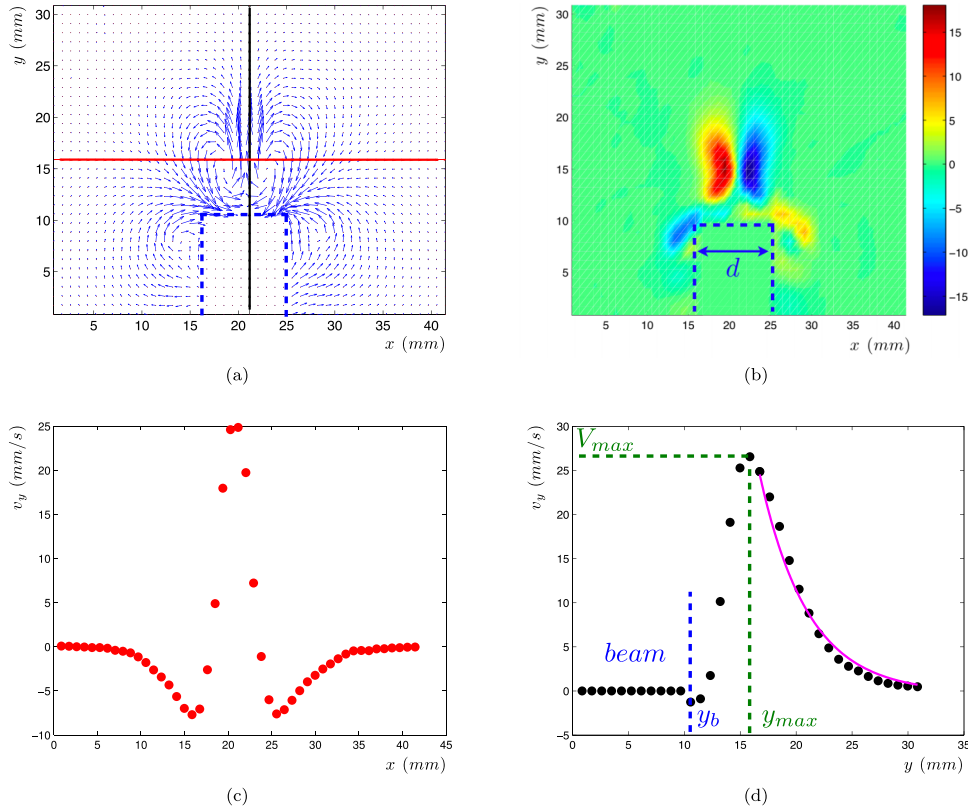 y (mm)
30
25
20
15
10
5
5 10 15 20 25 30 35 40
x (mm)
(a)
y (mm)
30
25
20
15
10
5
d
5 10 15 20 25 30 35 40
x (mm)
15
10
5
0
−5
−10
−15
(b)
v_y (mm/s)
25
20
15
10
5
0
−5
−10
0 5 10 15 20 25 30 35 40 45
x (mm)
(c)
v_y (mm/s)
30
25
20
15
10
5
0
−5
V_max
beam
y_b
y_max
0 5 10 15 20 25 30 35
y (mm)
(d)